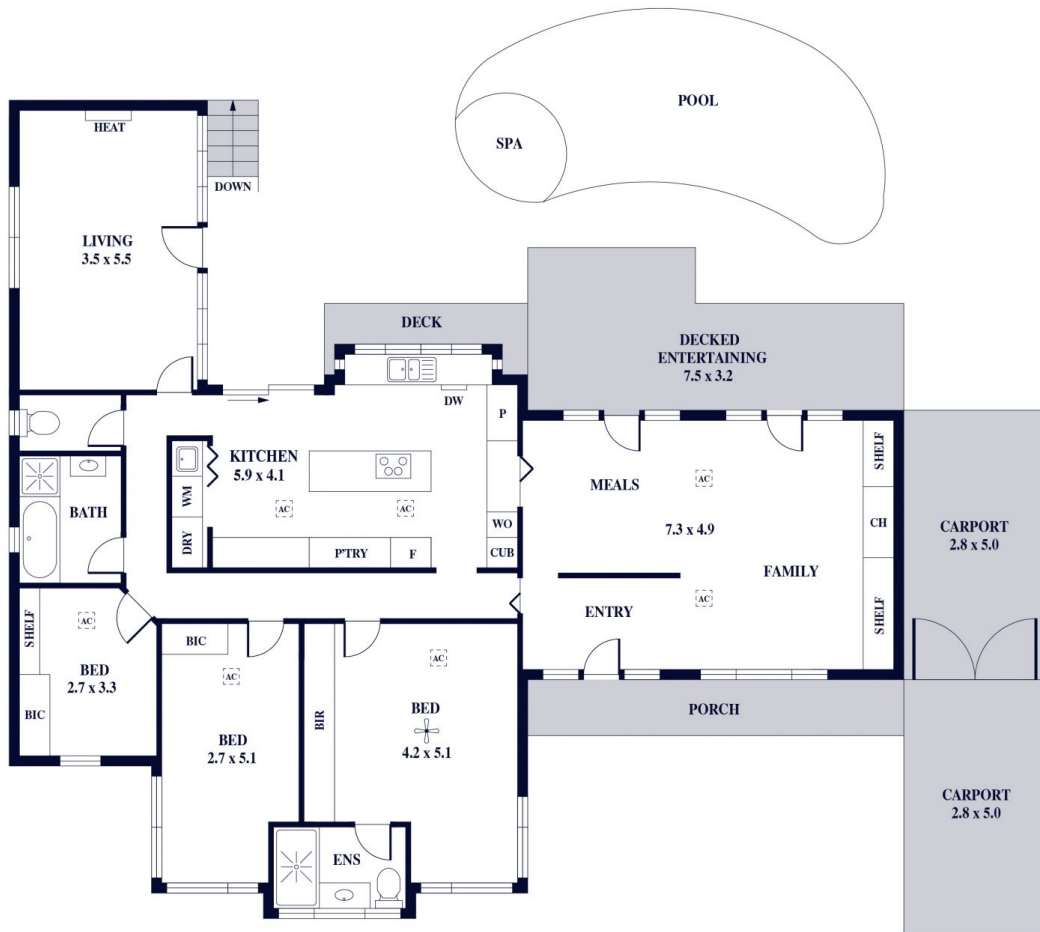 POOL
SPA
HEAT
DOWN
LIVING
3.5 x 5.5
DECK
DECKED
ENTERTAINING
7.5 x 3.2
DW
P
KITCHEN
5.9 x 4.1
WM
DRY
AC
AC
WO
CUB
P'TRY
F
BATH
MEALS
AC
7.3 x 4.9
FAMILY
AC
ENTRY
SHELF
CH
SHELF
CARPORT
2.8 x 5.0
SHELF
AC
BED
2.7 x 3.3
BIC
BIC
AC
BED
2.7 x 5.1
BIR
AC
BED
4.2 x 5.1
ENS
PORCH
CARPORT
2.8 x 5.0